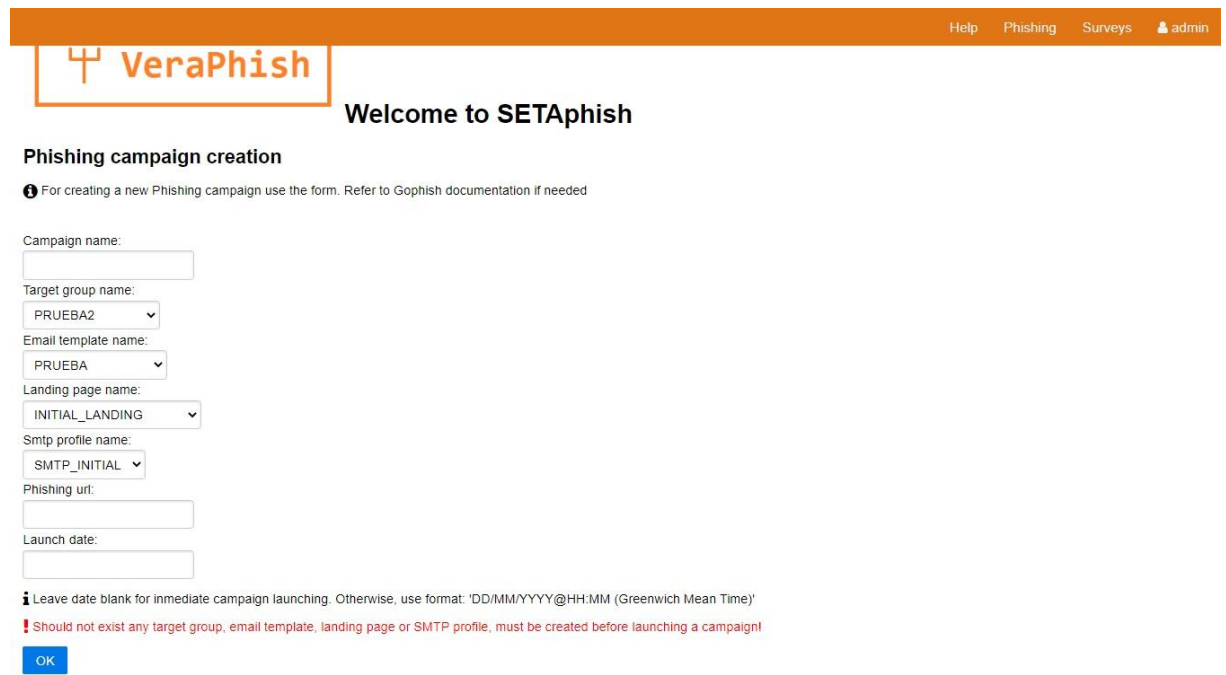 Help Phishing Surveys admin
VeraPhish
Welcome to SETAphish
Phishing campaign creation
For creating a new Phishing campaign use the form. Refer to Gophish documentation if needed
Campaign name:
Target group name:
PRUEBA2
Email template name:
PRUEBA
Landing page name:
INITIAL_LANDING
Smtp profile name:
SMTP_INITIAL
Phishing url:
Launch date:
Leave date blank for inmediate campaign launching. Otherwise, use format: 'DD/MM/YYYY@HH:MM (Greenwich Mean Time)'
Should not exist any target group, email template, landing page or SMTP profile, must be created before launching a campaign!
OK